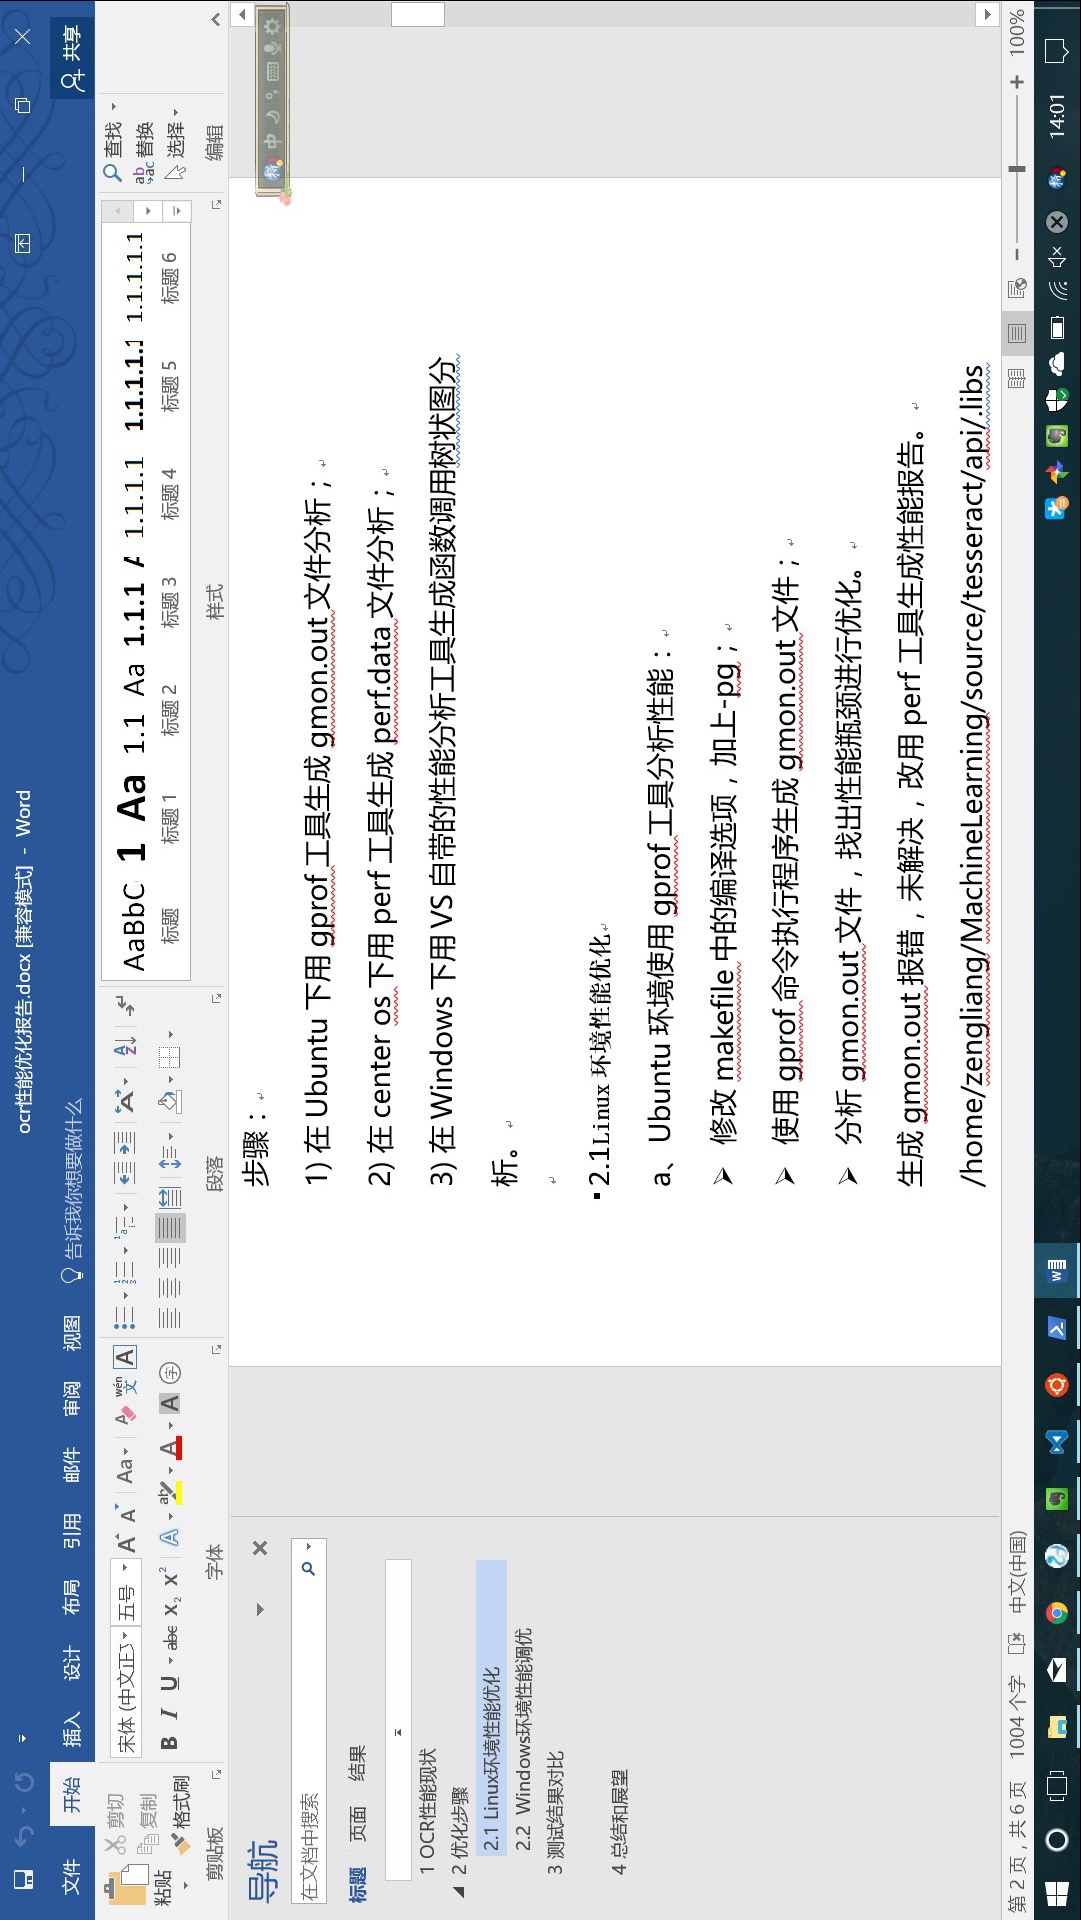 ocr性能优化报告.docx [兼容模式] - Word
文件 开始 插入 设计 布局 引用 邮件 审阅 视图 告诉我你想要做什么 共享
粘贴
剪切
复制
格式刷
剪贴板
宋体 (中文正 五号
字体
段落
AaBbC 1 Aa 1.1 Aa 1.1.1 A 1.1.1.1 1.1.1.1.1 1.1.1.1.1
标题 标题 1 标题 2 标题 3 标题 4 标题 5 标题 6
样式
查找
替换
选择
编辑
导航
在文档中搜索
标题 页面 结果
1 OCR性能现状
2 优化步骤
2.1 Linux环境性能优化
2.2 Windows环境性能调优
3 测试结果对比
4 总结和展望
步骤：
1) 在 Ubuntu 下用 gprof 工具生成 gmon.out 文件分析；
2) 在 center os 下用 perf 工具生成 perf.data 文件分析；
3) 在 Windows 下用 VS 自带的性能分析工具生成函数调用树状图分
析。
2.1Linux 环境性能优化
a、 Ubuntu 环境使用 gprof 工具分析性能：
➢ 修改 makefile 中的编译选项，加上-pg；
➢ 使用 gprof 命令执行程序生成 gmon.out 文件；
➢ 分析 gmon.out 文件，找出性能瓶颈进行优化。
生成 gmon.out 报错，未解决，改用 perf 工具生成性能报告。
/home/zengliang/MachineLearning/source/tesseract/api/.libs
第 2 页，共 6 页 1004 个字 中文(中国) 100%
14:01